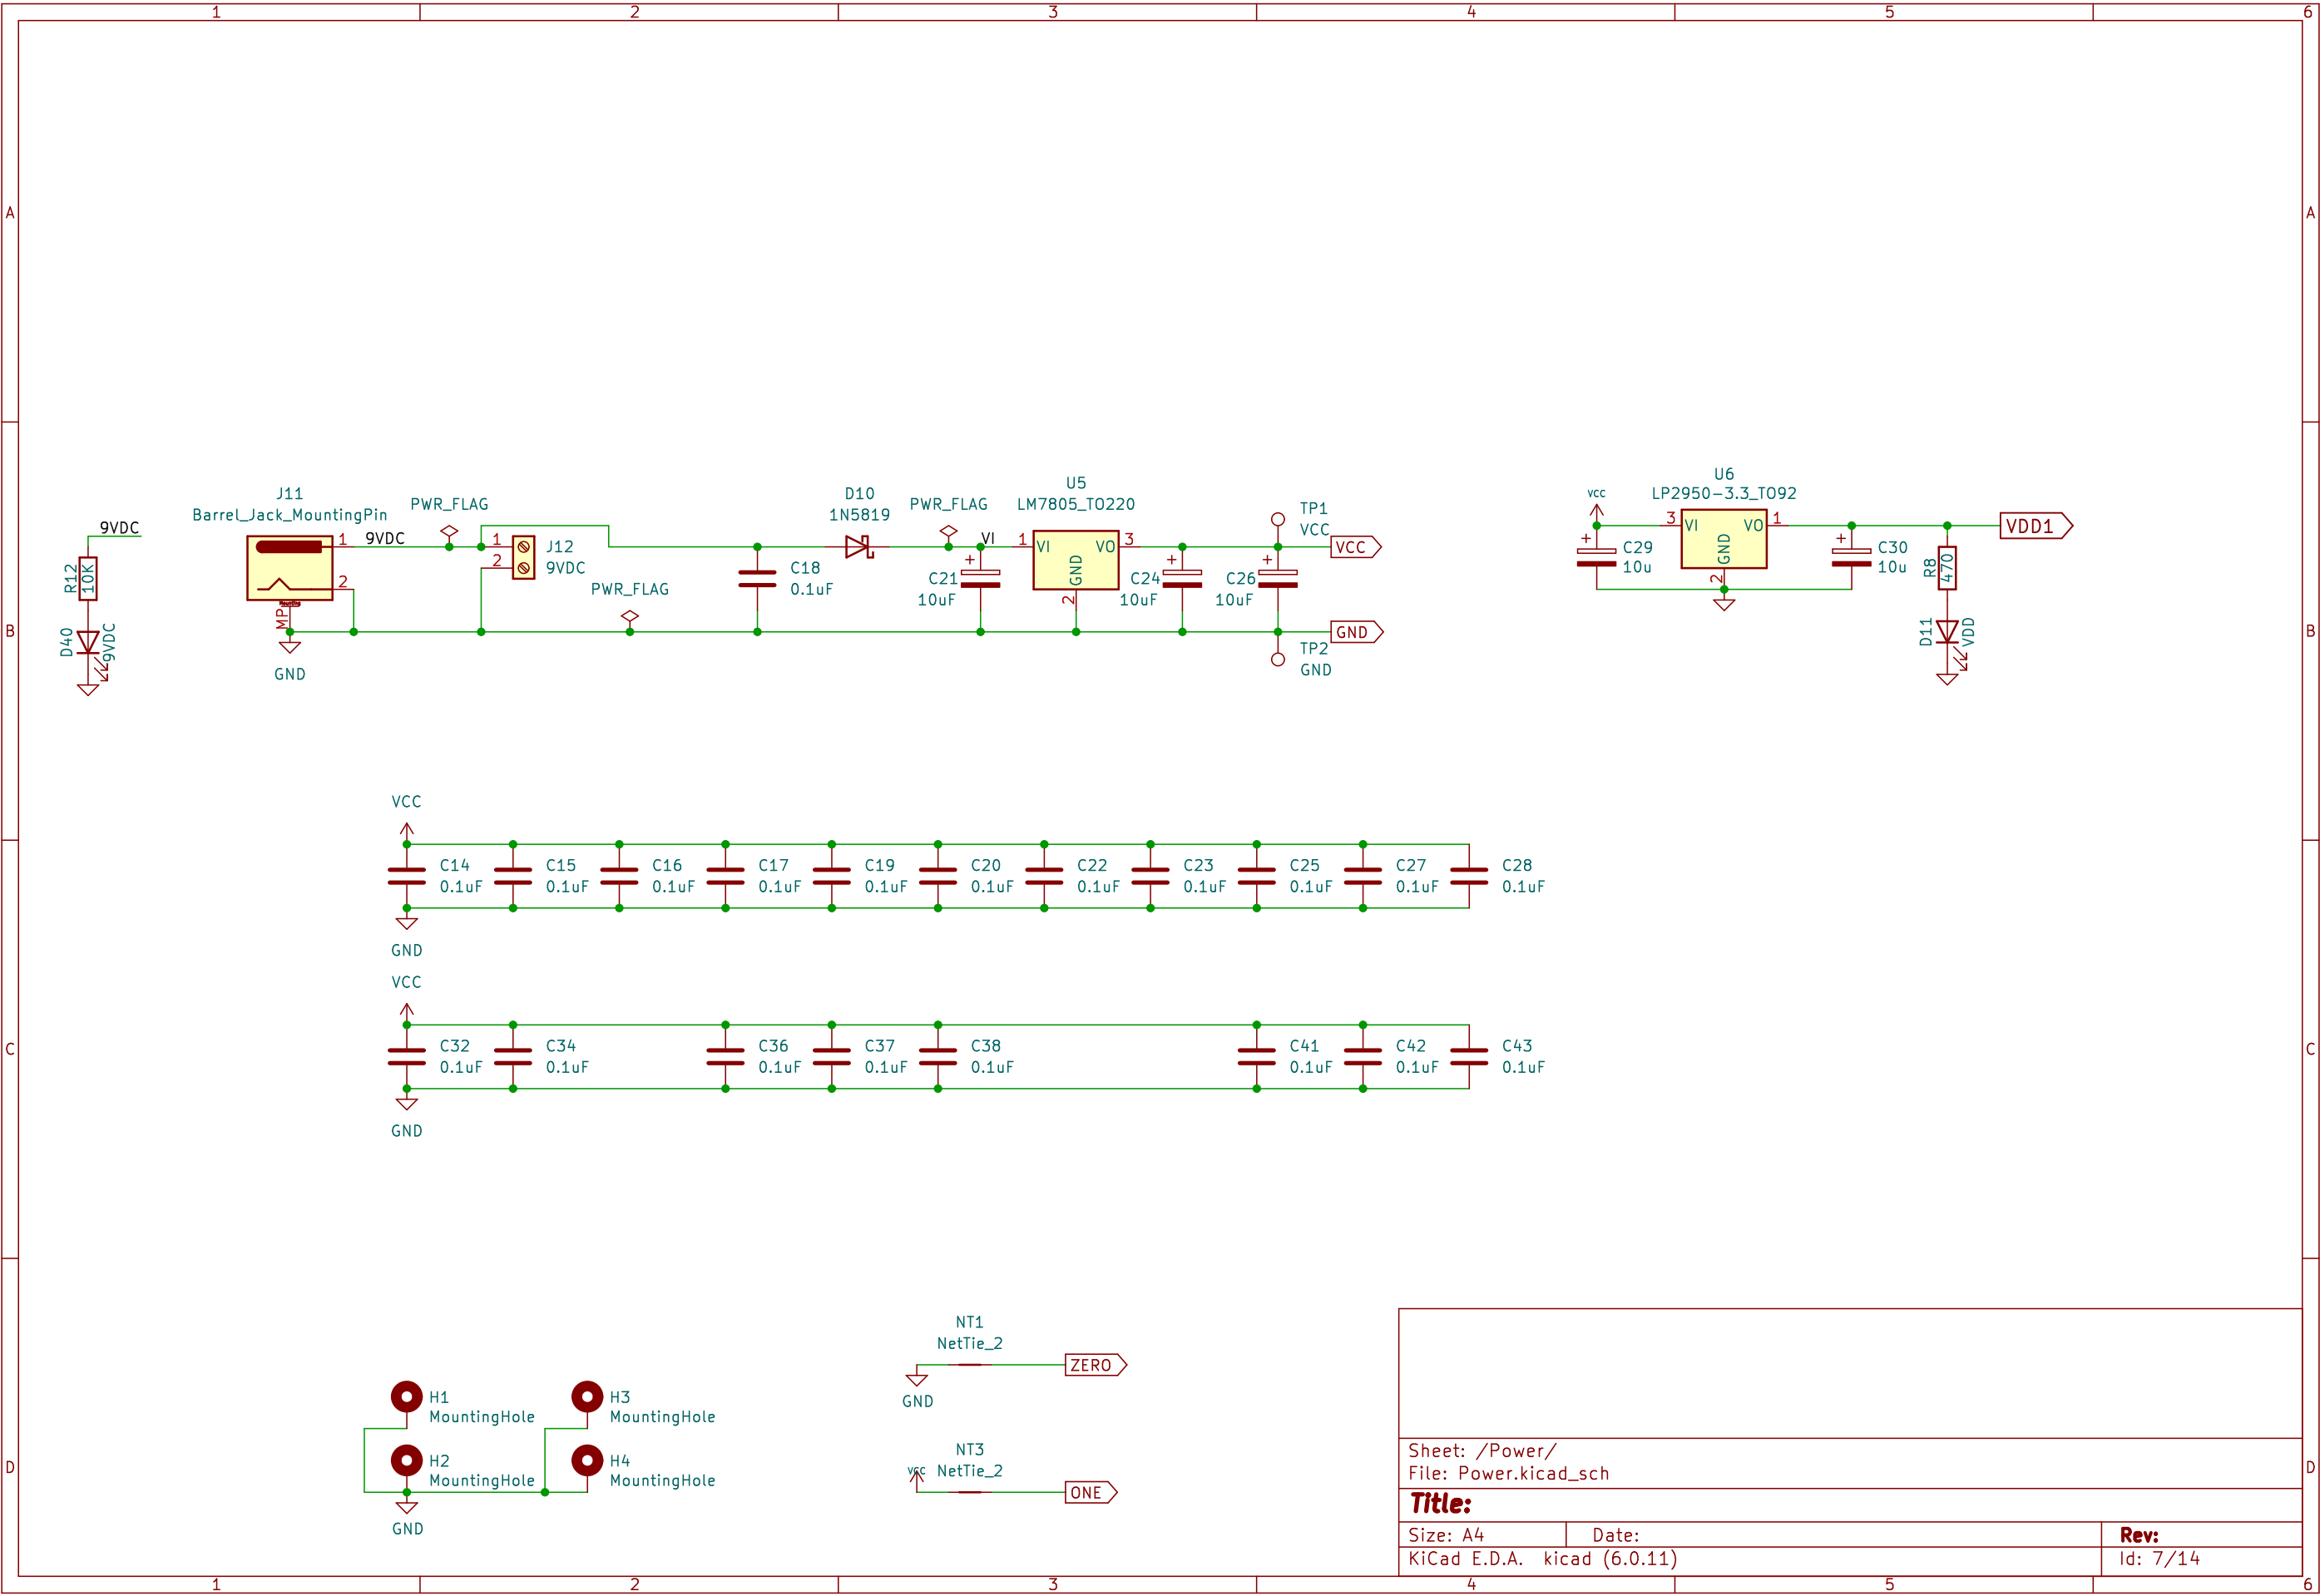 1 2 3 4 5 6
A A
B B
C C
D D
9VDC
R12
10K
D40
9VDC
J11
Barrel_Jack_MountingPin
1
2
Mounting
MP
GND
9VDC
PWR_FLAG
1
2
J12
9VDC
PWR_FLAG
C18
0.1uF
D10
1N5819
PWR_FLAG
VI
C21
10uF
U5
LM7805_TO220
1 VI VO 3
GND
2
C24
10uF
C26
10uF
TP1
VCC
VCC
GND
TP2
GND
VCC
C29
10u
U6
LP2950-3.3_TO92
3 VI VO 1
GND
2
C30
10u
R8
470
D11
VDD
VDD1
VCC
C14 C15 C16 C17 C19 C20 C22 C23 C25 C27 C28
0.1uF 0.1uF 0.1uF 0.1uF 0.1uF 0.1uF 0.1uF 0.1uF 0.1uF 0.1uF 0.1uF
GND
VCC
C32 C34 C36 C37 C38 C41 C42 C43
0.1uF 0.1uF 0.1uF 0.1uF 0.1uF 0.1uF 0.1uF 0.1uF
GND
H1
MountingHole
H3
MountingHole
H2
MountingHole
H4
MountingHole
GND
NT1
NetTie_2
ZERO
GND
NT3
NetTie_2
VCC
ONE
Sheet: /Power/
File: Power.kicad_sch
Title:
Size: A4 Date: Rev:
KiCad E.D.A. kicad (6.0.11) Id: 7/14
1 2 3 4 5 6